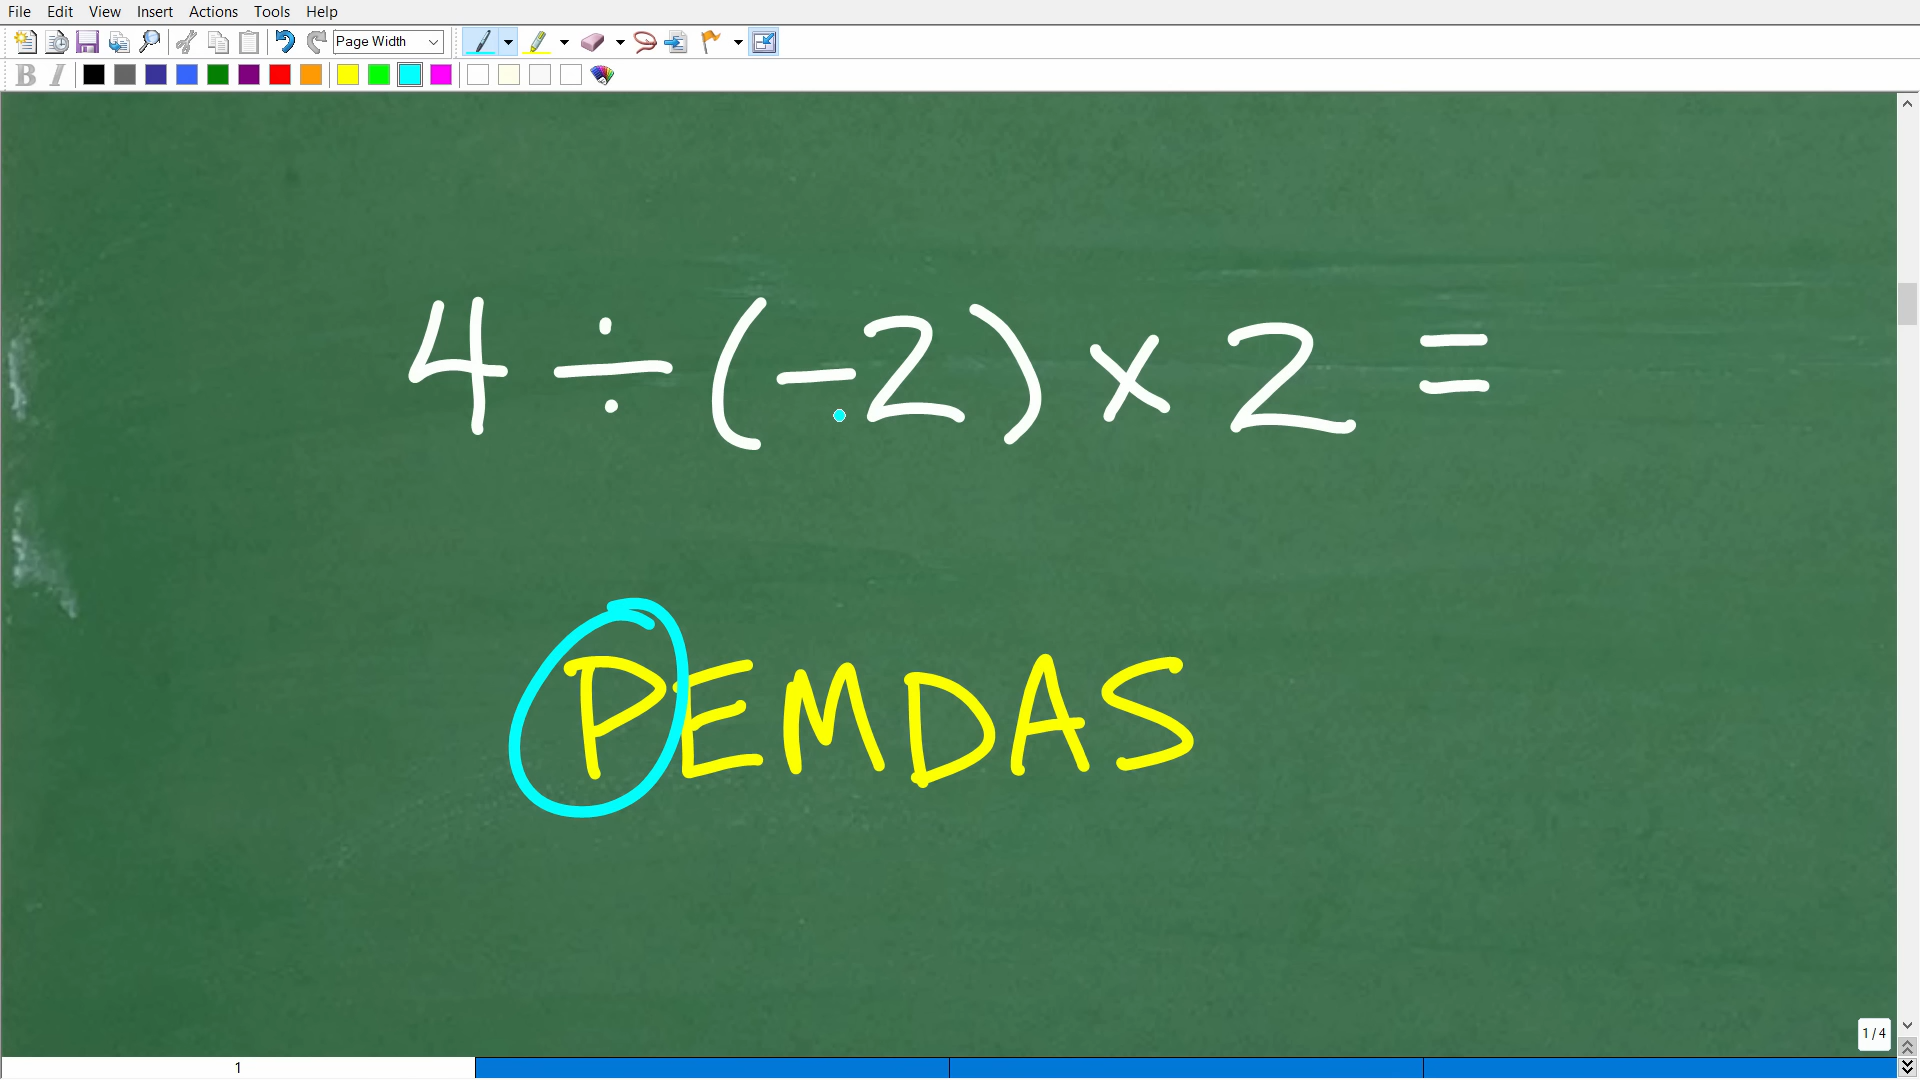 File Edit View Insert Actions Tools Help
Page Width
B I
4 ÷ (-2) × 2 =
PEMDAS
1 / 4
1